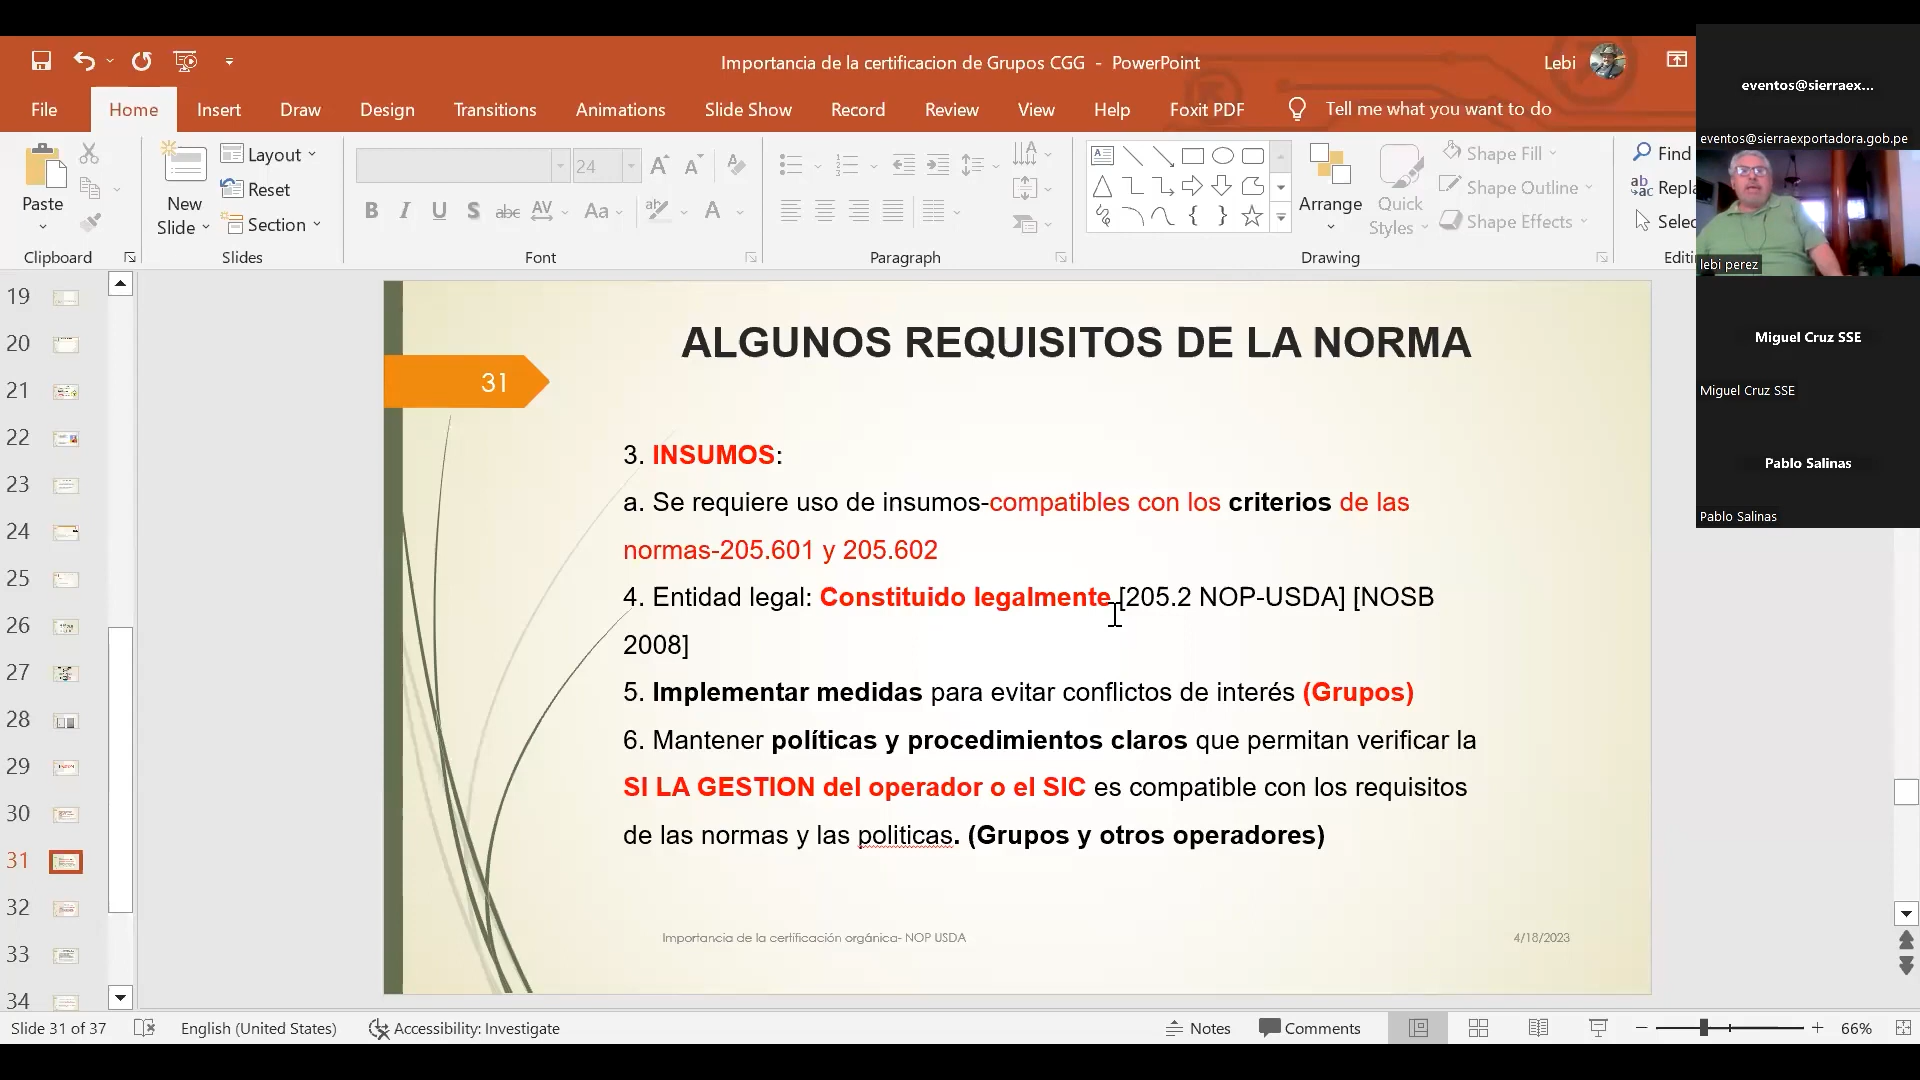 Importancia de la certificacion de Grupos CGG - PowerPoint
Lebi
File Home Insert Draw Design Transitions Animations Slide Show Record Review View Help Foxit PDF Tell me what you want to do
Paste
Clipboard
New Slide
Layout
Reset
Section
Slides
24
Font
Paragraph
Arrange
Quick Styles
Shape Fill
Shape Outline
Shape Effects
Drawing
Find
eventos@sierraex...
eventos@sierraexportadora.gob.pe
lebi perez
Miguel Cruz SSE
Miguel Cruz SSE
Pablo Salinas
Pablo Salinas
19
20
21
22
23
24
25
26
27
28
29
30
31
32
33
34
ALGUNOS REQUISITOS DE LA NORMA
31
3. INSUMOS:
a. Se requiere uso de insumos-compatibles con los criterios de las
normas-205.601 y 205.602
4. Entidad legal: Constituido legalmente [205.2 NOP-USDA] [NOSB
2008]
5. Implementar medidas para evitar conflictos de interés (Grupos)
6. Mantener políticas y procedimientos claros que permitan verificar la
SI LA GESTION del operador o el SIC es compatible con los requisitos
de las normas y las politicas. (Grupos y otros operadores)
Importancia de la certificación orgánica- NOP USDA
4/18/2023
Slide 31 of 37
English (United States)
Accessibility: Investigate
Notes
Comments
66%